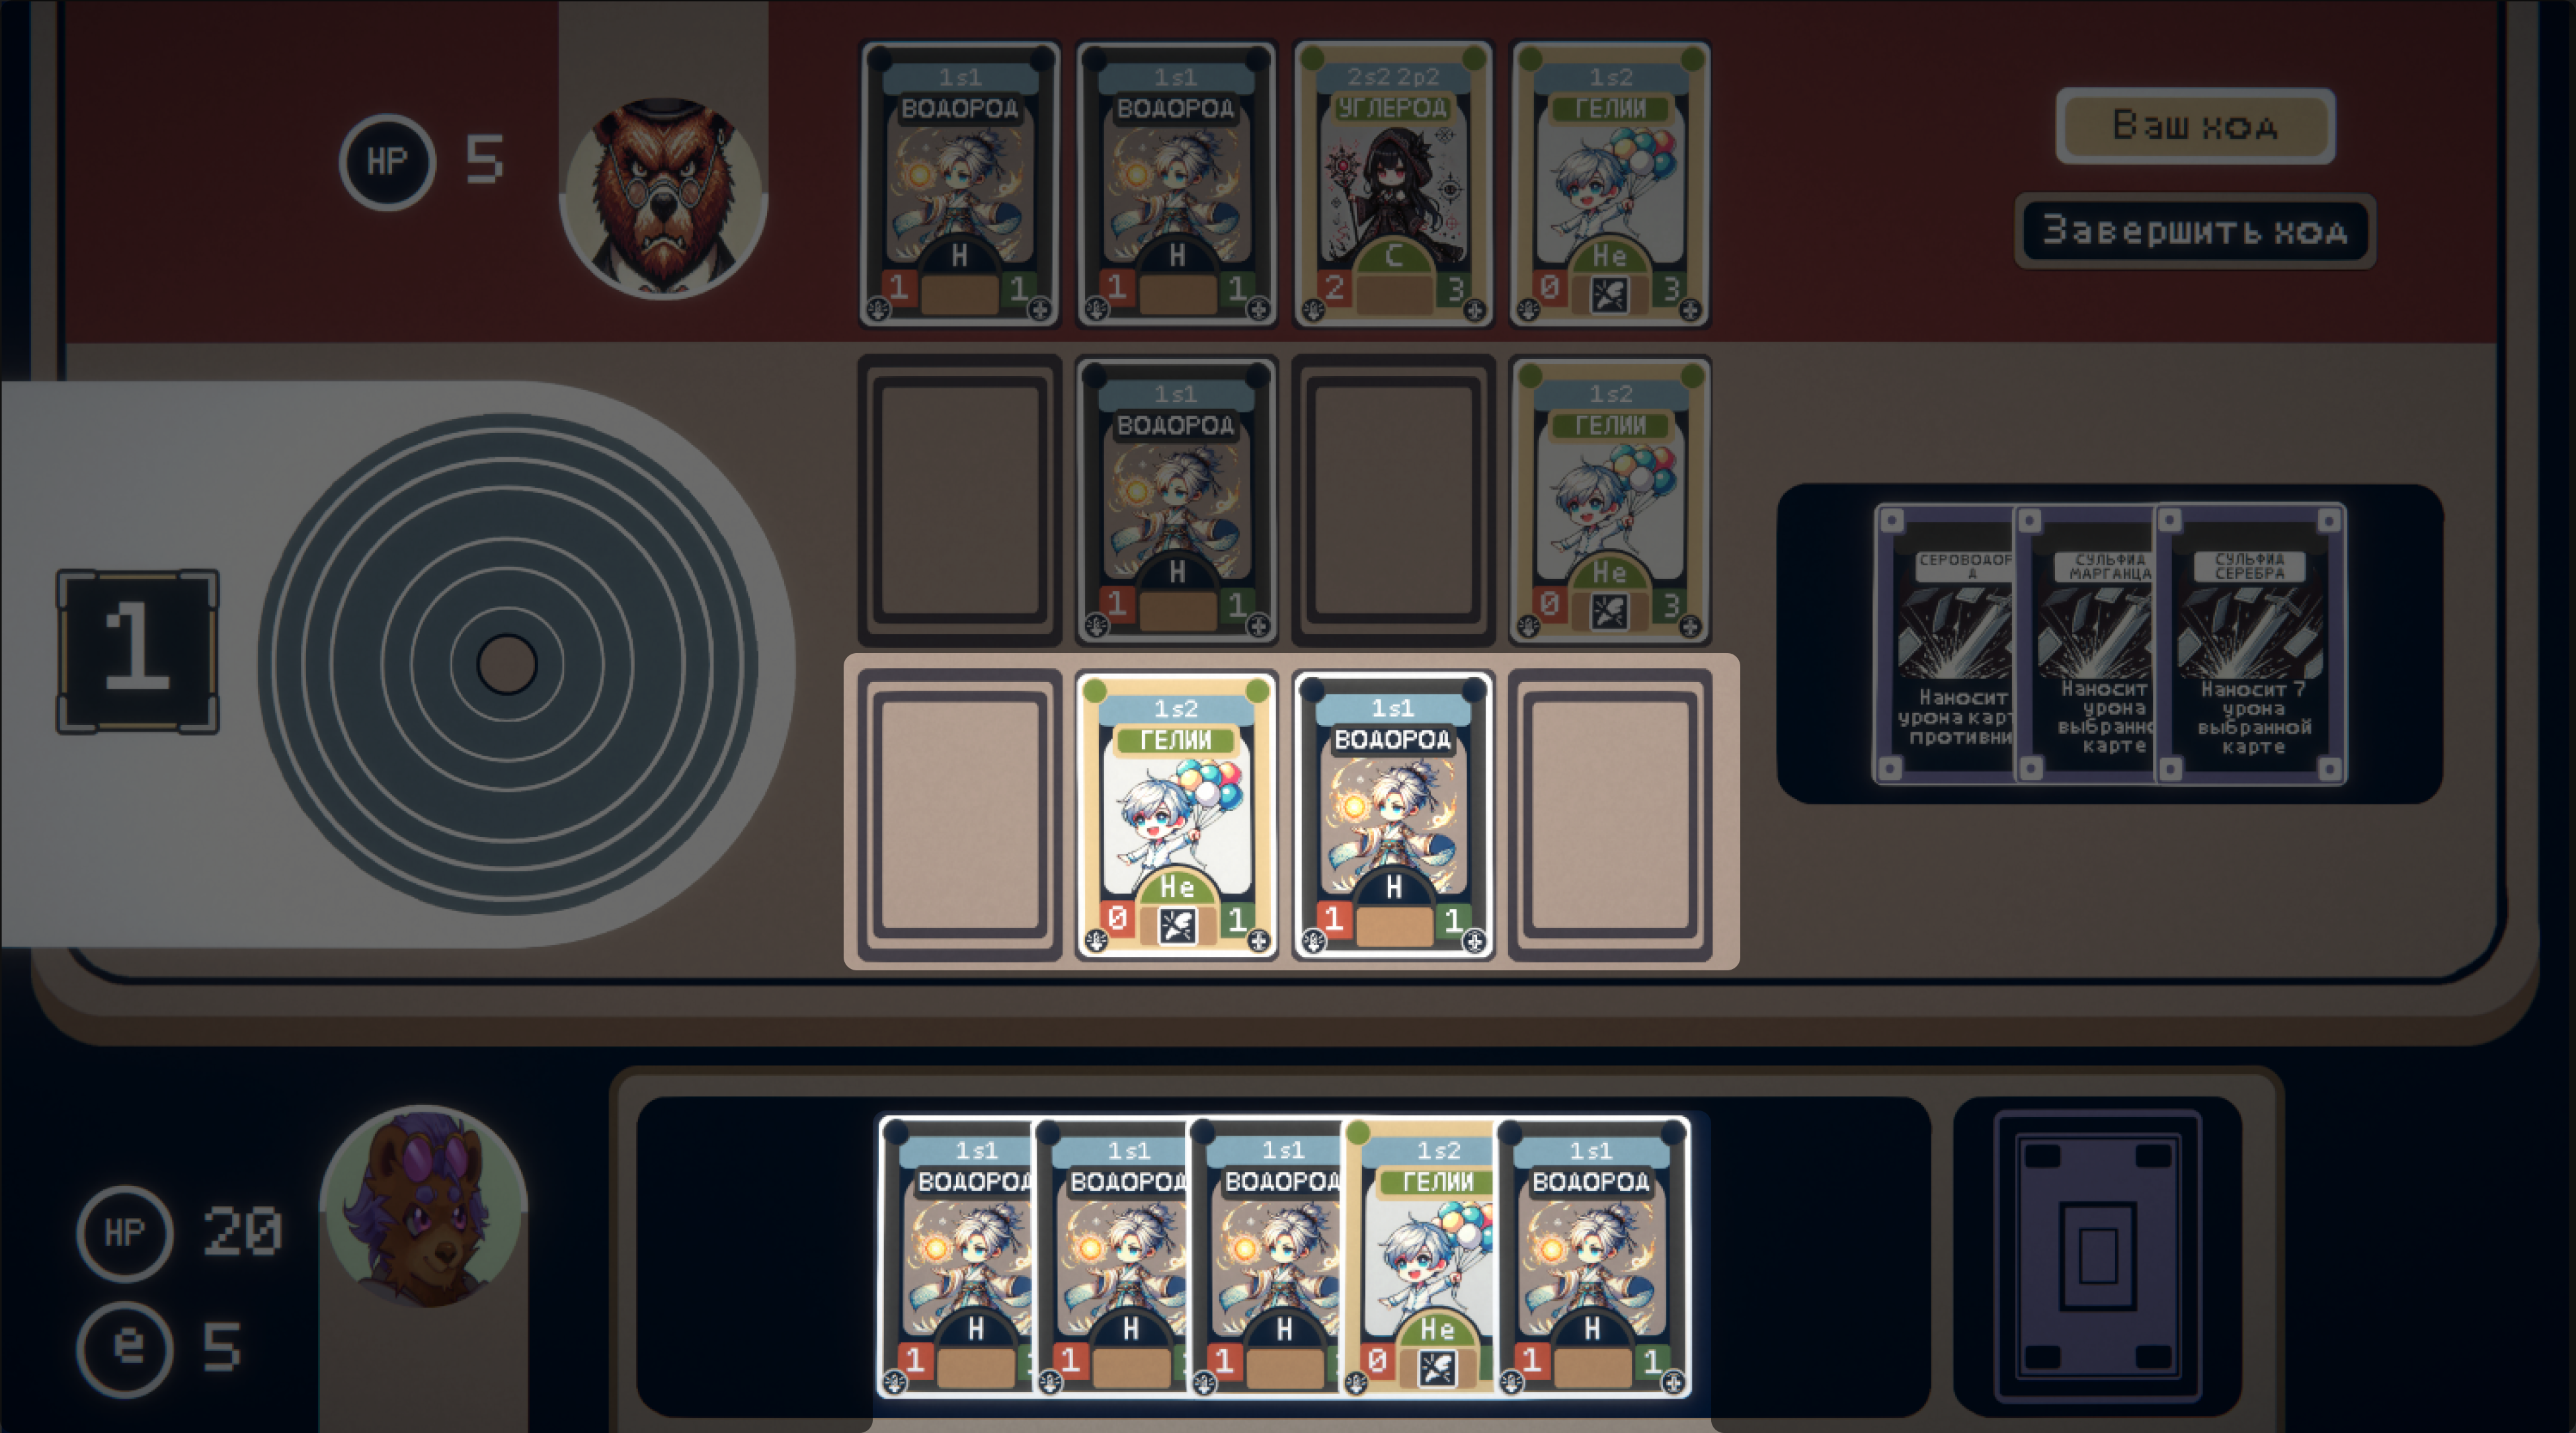 HP 5
1s1
ВОДОРОД
H
1 1
1s1
ВОДОРОД
H
1 1
2s2 2p2
УГЛЕРОД
C
2 3
1s2
ГЕЛИЙ
He
0 3
Ваш ход
Завершить ход
1s1
ВОДОРОД
H
1 1
1s2
ГЕЛИЙ
He
0 3
1
1s2
ГЕЛИЙ
He
0 1
1s1
ВОДОРОД
H
1 1
СЕРОВОДОР
Д
Наносит
урона карт
противни
СУЛЬФИД
МАРГАНЦА
Наносит
урона
выбранно
карте
СУЛЬФИД
СЕРЕБРА
Наносит 7
урона
выбранной
карте
HP 20
e 5
1s1
ВОДОРОД
H
1
1s1
ВОДОРОД
H
1
1s1
ВОДОРОД
H
1
1s2
ГЕЛИЙ
He
0
1s1
ВОДОРОД
H
1 1